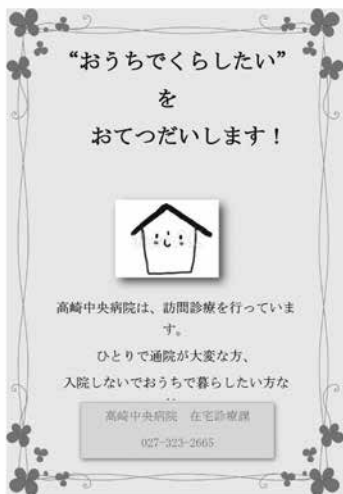 “おうちでくらしたい”
を
おてつだいします！
高崎中央病院は、訪問診療を行っていま
す。
ひとりで通院が大変な方、
入院しないでおうちで暮らしたい方な
高崎中央病院　在宅診療課
027-323-2665